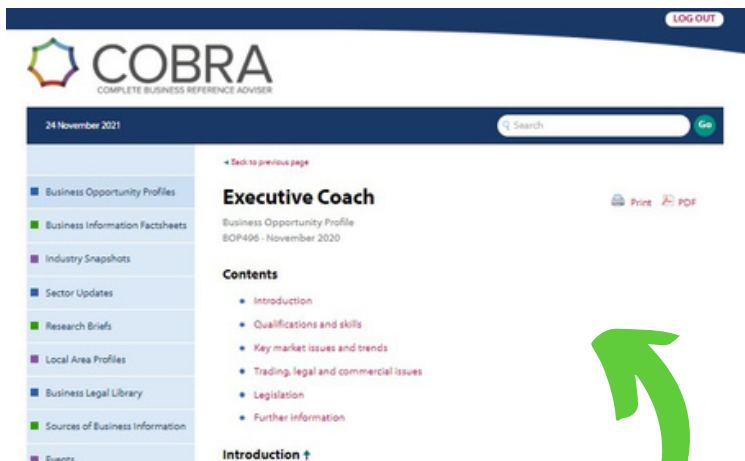 LOG OUT
COBRA
COMPLETE BUSINESS REFERENCE ADVISER
24 November 2021
Search
Go
Back to previous page
Business Opportunity Profiles
Business Information Factsheets
Industry Snapshots
Sector Updates
Research Briefs
Local Area Profiles
Business Legal Library
Sources of Business Information
Events
Executive Coach
Print PDF
Business Opportunity Profile
BOP496 - November 2020
Contents
Introduction
Qualifications and skills
Key market issues and trends
Trading, legal and commercial issues
Legislation
Further information
Introduction